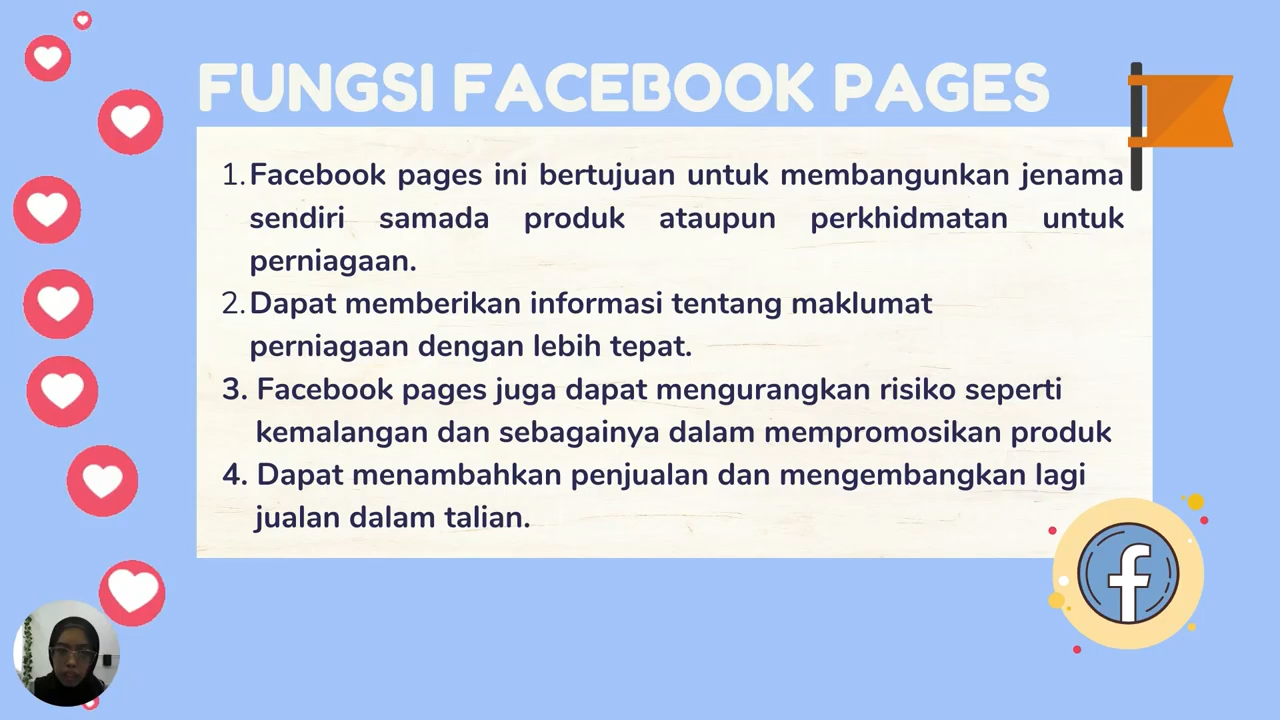 FUNGSI FACEBOOK PAGES
1. Facebook pages ini bertujuan untuk membangunkan jenama
sendiri samada produk ataupun perkhidmatan untuk
perniagaan.
2. Dapat memberikan informasi tentang maklumat
perniagaan dengan lebih tepat.
3. Facebook pages juga dapat mengurangkan risiko seperti
kemalangan dan sebagainya dalam mempromosikan produk
4. Dapat menambahkan penjualan dan mengembangkan lagi
jualan dalam talian.
f